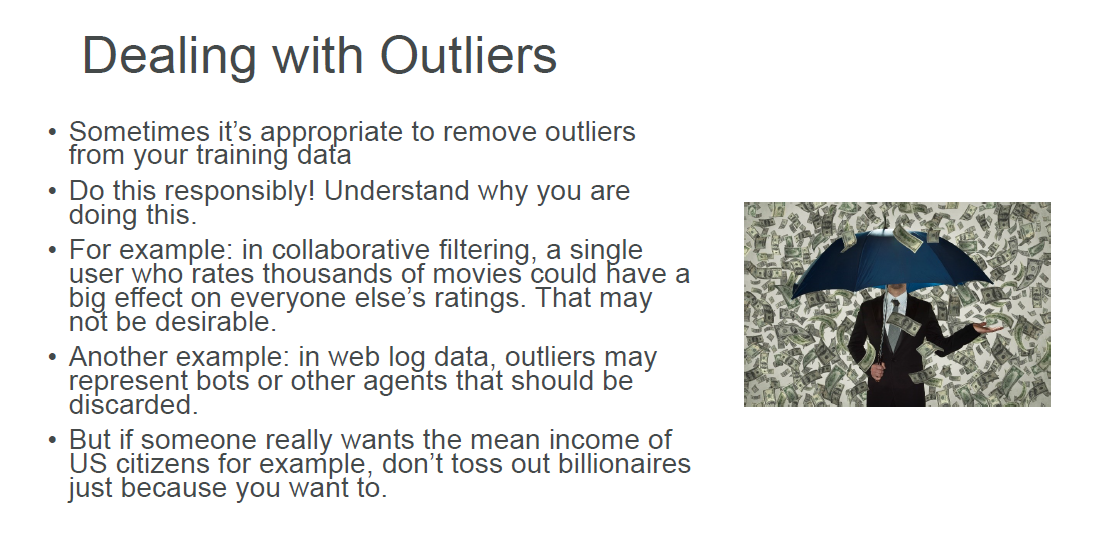 Dealing with Outliers
• Sometimes it’s appropriate to remove outliers
from your training data
• Do this responsibly! Understand why you are
doing this.
• For example: in collaborative filtering, a single
user who rates thousands of movies could have a
big effect on everyone else’s ratings. That may
not be desirable.
• Another example: in web log data, outliers may
represent bots or other agents that should be
discarded.
• But if someone really wants the mean income of
US citizens for example, don’t toss out billionaires
just because you want to.